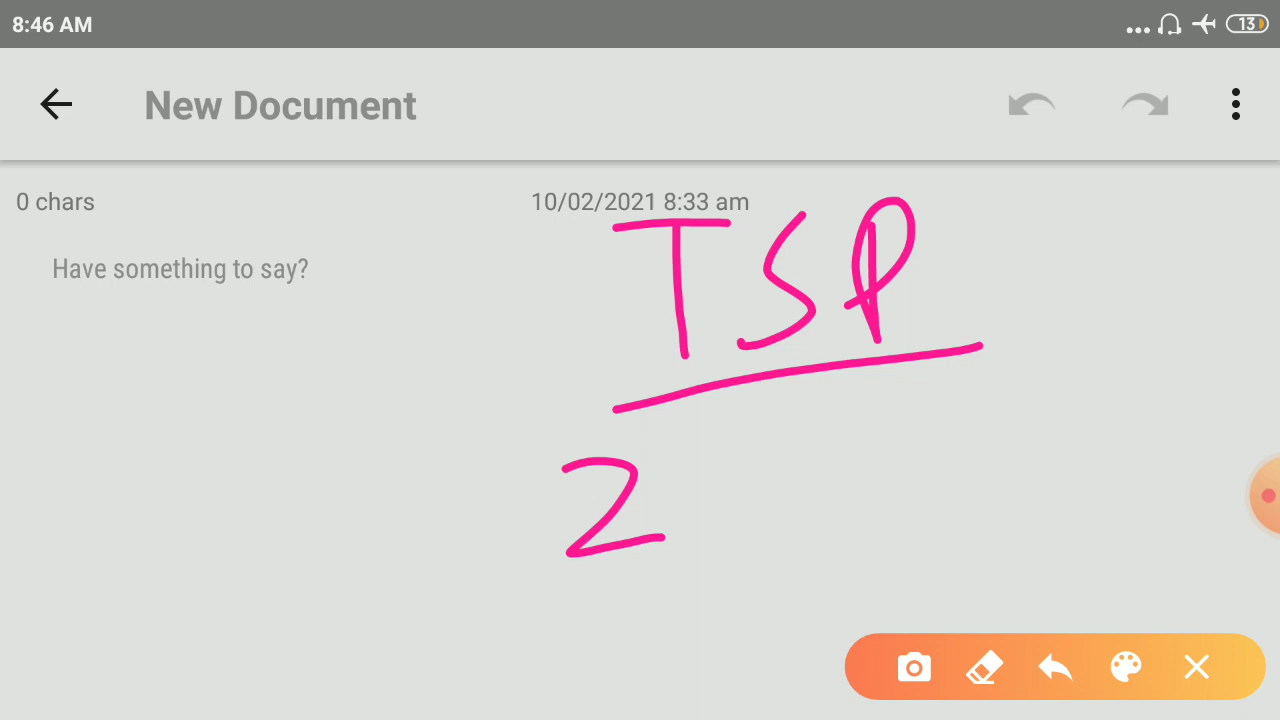 8:46 AM
13
New Document
0 chars
10/02/2021 8:33 am
Have something to say?
TSP
2